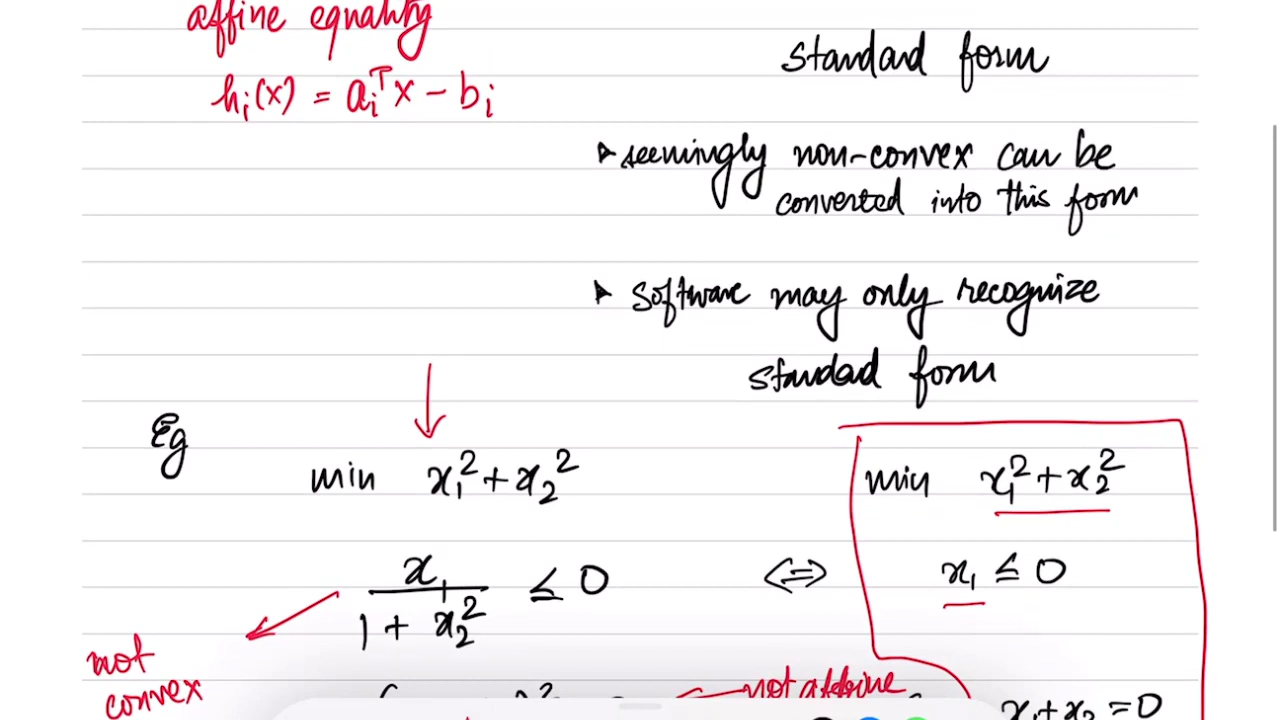 affine equality
hᵢ(x) = aᵢᵀx − bᵢ
standard form
▸ seemingly non-convex can be
converted into this form
▸ software may only recognize
standard form
Eg
min x₁² + x₂²
x₁ / (1 + x₂²) ≤ 0
not
convex
not affine
⇔
min x₁² + x₂²
x₁ ≤ 0
x₁ + x₂ = 0